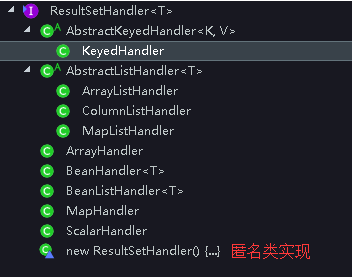 ResultSetHandler<T>
AbstractKeyedHandler<K, V>
KeyedHandler
AbstractListHandler<T>
ArrayListHandler
ColumnListHandler
MapListHandler
ArrayHandler
BeanHandler<T>
BeanListHandler<T>
MapHandler
ScalarHandler
new ResultSetHandler() {...} 匿名类实现